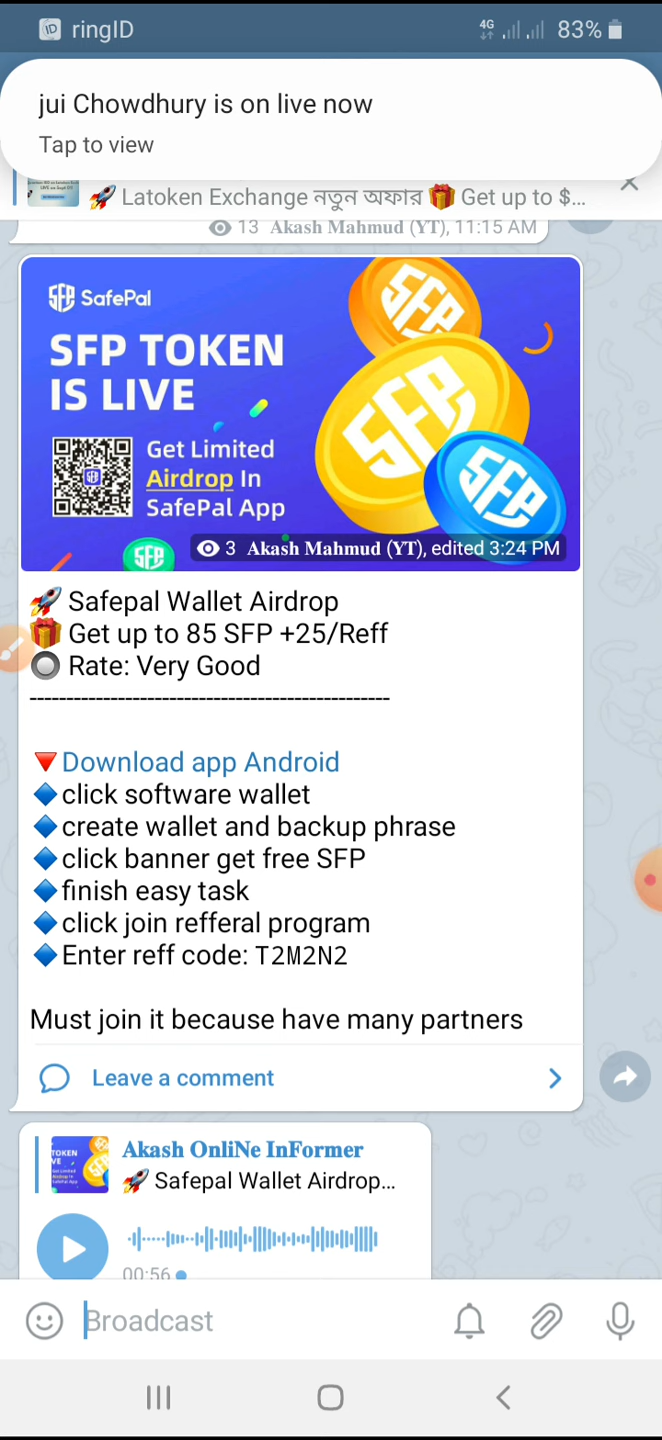 ringID
4G
83%
jui Chowdhury is on live now
Tap to view
🚀 Latoken Exchange নতুন অফার 🎁 Get up to $...
13 Akash Mahmud (YT), 11:15 AM
SFP SafePal
SFP TOKEN
IS LIVE
Get Limited
Airdrop In
SafePal App
SFP
SFP
SFP
SFP
3 Akash Mahmud (YT), edited 3:24 PM
🚀 Safepal Wallet Airdrop
🎁 Get up to 85 SFP +25/Reff
🔘 Rate: Very Good
------------------------------------------------
🔻Download app Android
🔷click software wallet
🔷create wallet and backup phrase
🔷click banner get free SFP
🔷finish easy task
🔷click join refferal program
🔷Enter reff code: T2M2N2
Must join it because have many partners
Leave a comment
Akash OnliNe InFormer
🚀 Safepal Wallet Airdrop...
00:56
Broadcast